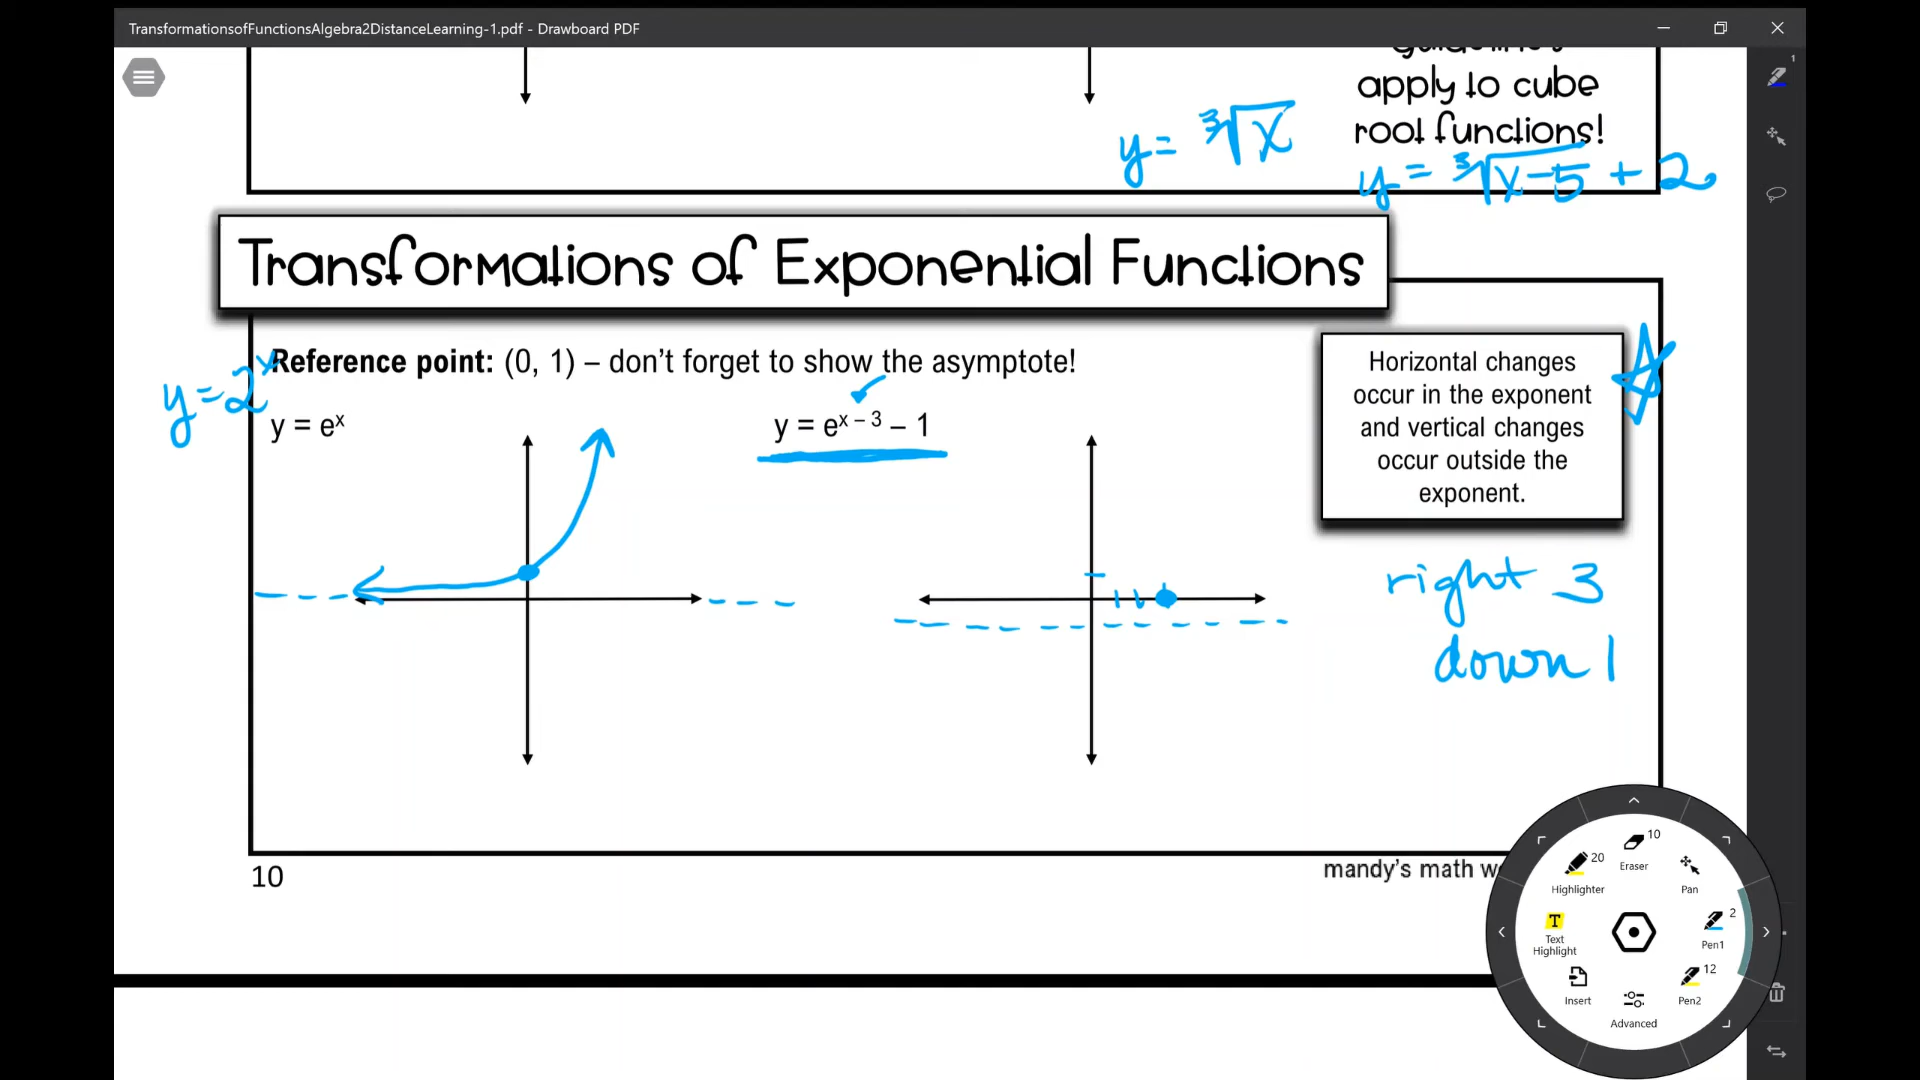 TransformationsofFunctionsAlgebra2DistanceLearning-1.pdf - Drawboard PDF
1
apply to cube
root functions!
y = ∛x
y = ∛x-5 + 2
Transformations of Exponential Functions
Reference point: (0, 1) – don't forget to show the asymptote!
y = 2ˣ
y = eˣ
y = eˣ ⁻ ³ – 1
Horizontal changes
occur in the exponent
and vertical changes
occur outside the
exponent.
right 3
down 1
10
mandy's math
10
Eraser
20
Highlighter
Pan
T
Text
Highlight
2
Pen1
Insert
12
Pen2
Advanced